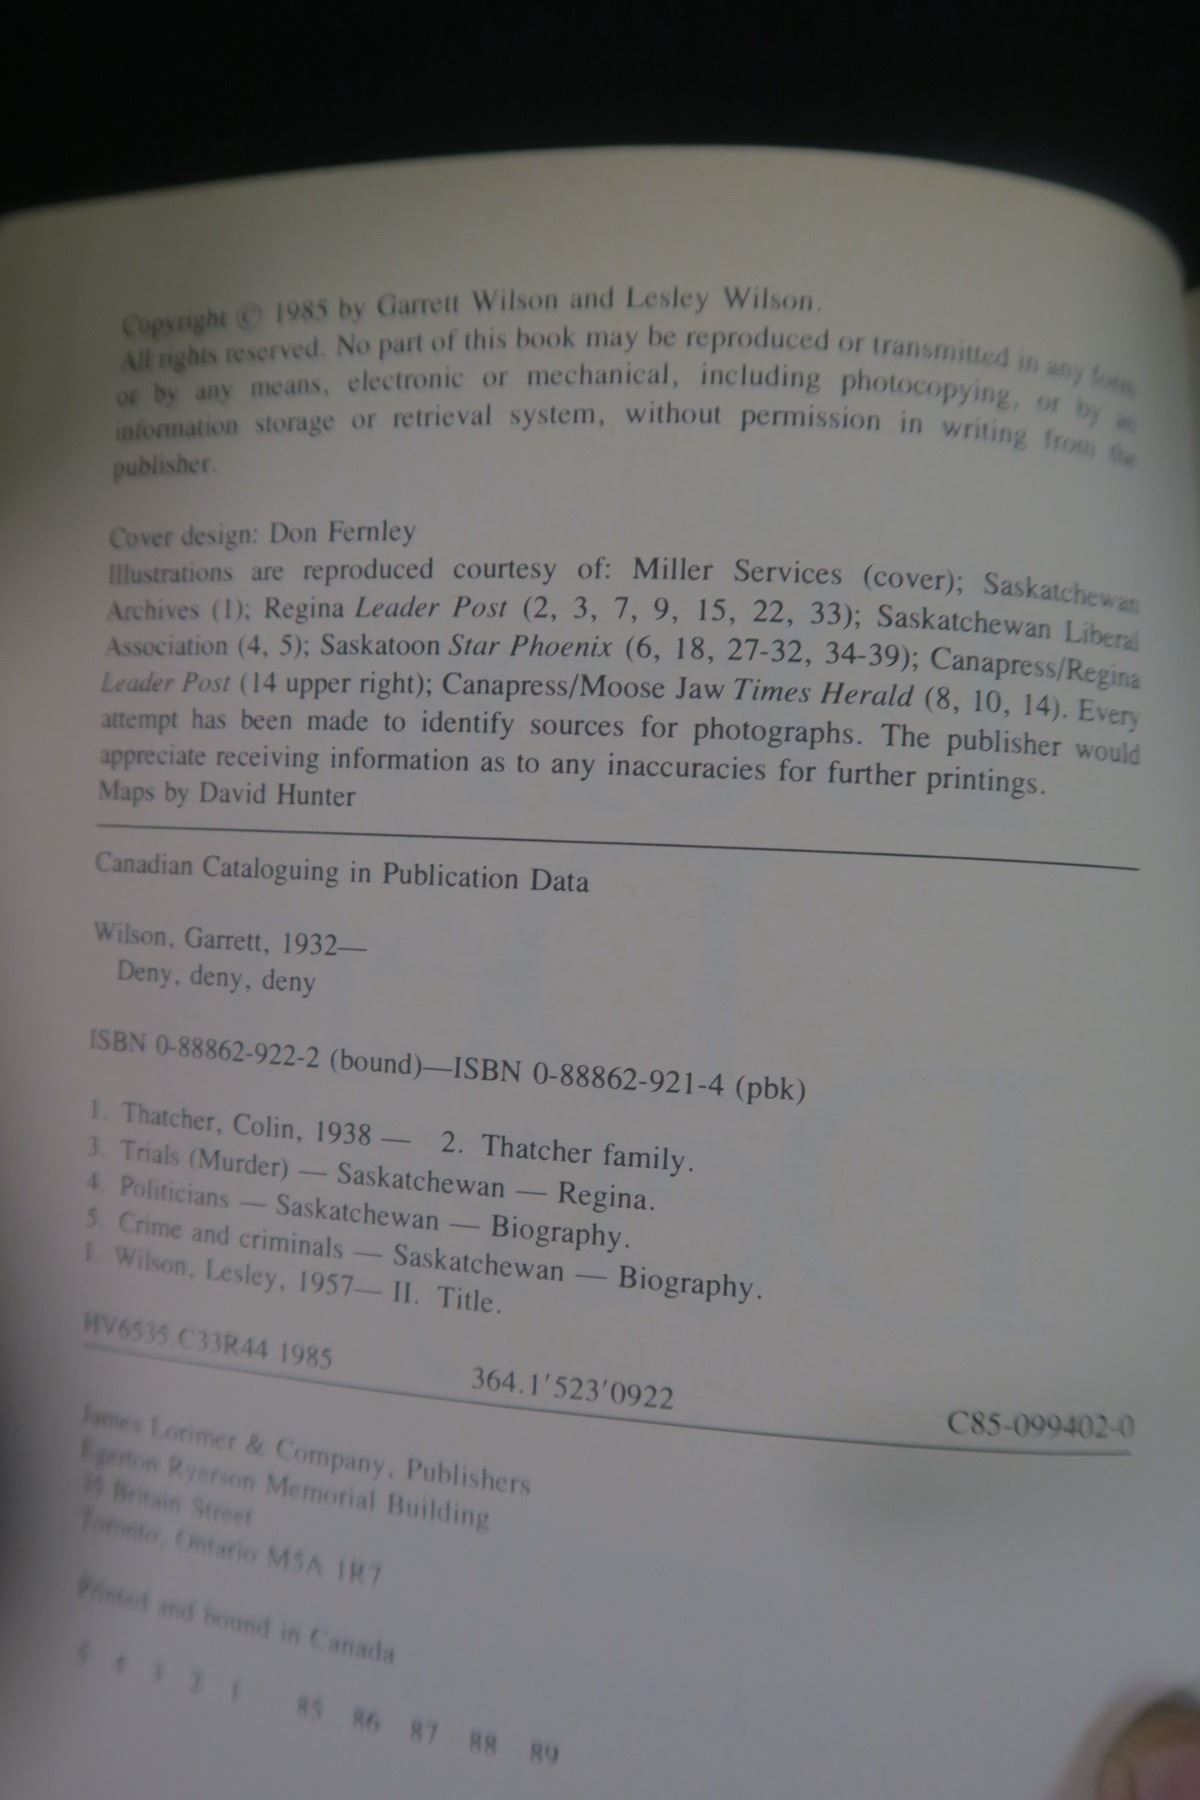 Copyright © 1985 by Garrett Wilson and Lesley Wilson.
All rights reserved. No part of this book may be reproduced or transmitted in any form
or by any means, electronic or mechanical, including photocopying, or by an
information storage or retrieval system, without permission in writing from the
publisher.
Cover design: Don Fernley
Illustrations are reproduced courtesy of: Miller Services (cover); Saskatchewan
Archives (1); Regina Leader Post (2, 3, 7, 9, 15, 22, 33); Saskatchewan Liberal
Association (4, 5); Saskatoon Star Phoenix (6, 18, 27-32, 34-39); Canapress/Regina
Leader Post (14 upper right); Canapress/Moose Jaw Times Herald (8, 10, 14). Every
attempt has been made to identify sources for photographs. The publisher would
appreciate receiving information as to any inaccuracies for further printings.
Maps by David Hunter
Canadian Cataloguing in Publication Data
Wilson, Garrett, 1932—
Deny, deny, deny
ISBN 0-88862-922-2 (bound)—ISBN 0-88862-921-4 (pbk)
1. Thatcher, Colin, 1938 — 2. Thatcher family.
3. Trials (Murder) — Saskatchewan — Regina.
4. Politicians — Saskatchewan — Biography.
5. Crime and criminals — Saskatchewan — Biography.
I. Wilson, Lesley, 1957— II. Title.
HV6535.C33R44 1985 364.1'523'0922 C85-099402-0
James Lorimer & Company, Publishers
Egerton Ryerson Memorial Building
35 Britain Street
Toronto, Ontario M5A 1R7
Printed and bound in Canada
5 4 3 2 1 85 86 87 88 89